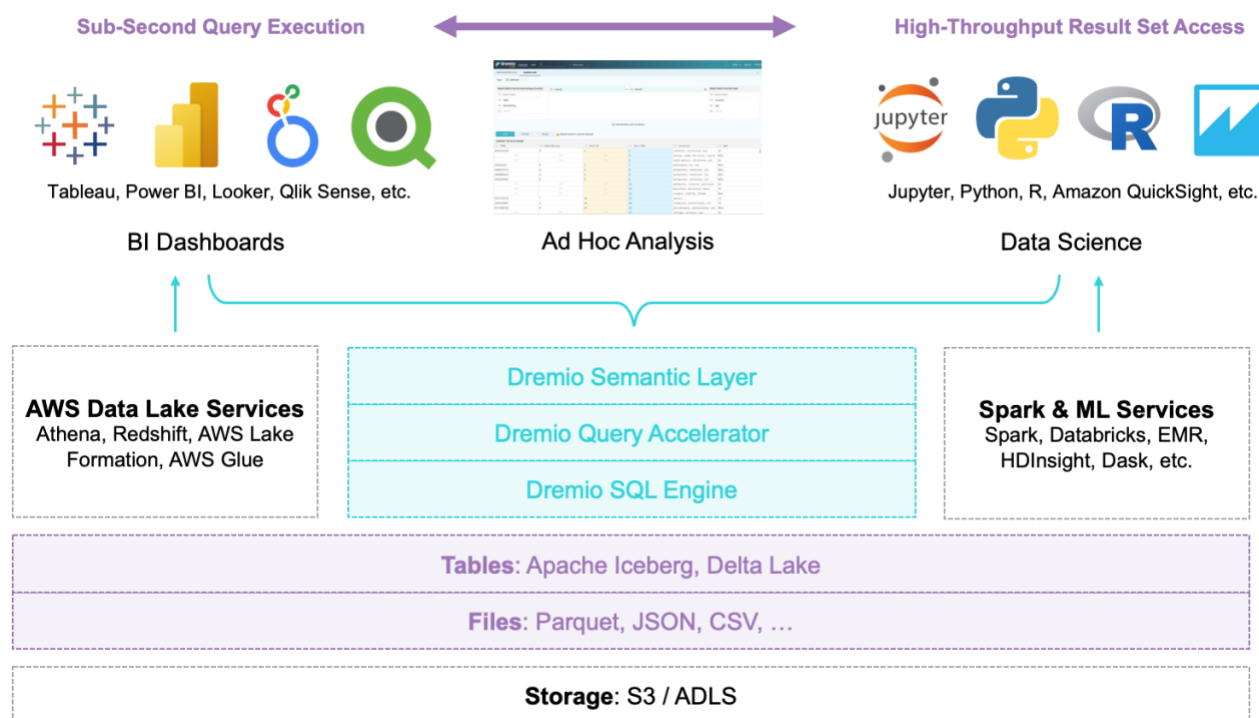 Sub-Second Query Execution
High-Throughput Result Set Access
jupyter
Tableau, Power BI, Looker, Qlik Sense, etc.
Jupyter, Python, R, Amazon QuickSight, etc.
BI Dashboards
Ad Hoc Analysis
Data Science
AWS Data Lake Services
Athena, Redshift, AWS Lake
Formation, AWS Glue
Dremio Semantic Layer
Dremio Query Accelerator
Dremio SQL Engine
Spark & ML Services
Spark, Databricks, EMR,
HDInsight, Dask, etc.
Tables: Apache Iceberg, Delta Lake
Files: Parquet, JSON, CSV, …
Storage: S3 / ADLS